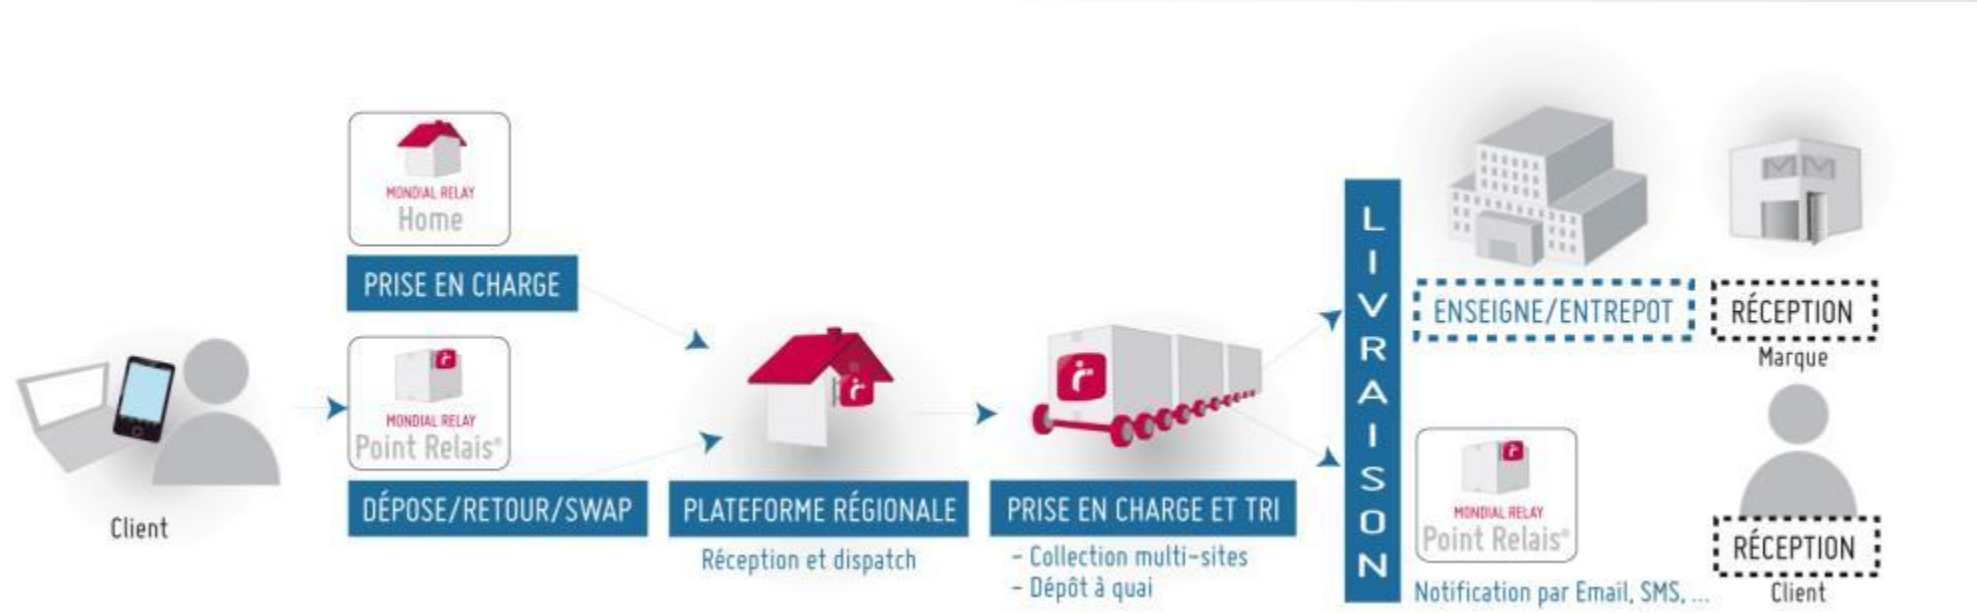 Client
MONDIAL RELAY
Home
PRISE EN CHARGE
MONDIAL RELAY
Point Relais®
DÉPOSE/RETOUR/SWAP
PLATEFORME RÉGIONALE
Réception et dispatch
PRISE EN CHARGE ET TRI
- Collection multi-sites
- Dépôt à quai
LIVRAISON
ENSEIGNE/ENTREPOT
RÉCEPTION
Marque
MONDIAL RELAY
Point Relais®
Notification par Email, SMS, ...
RÉCEPTION
Client